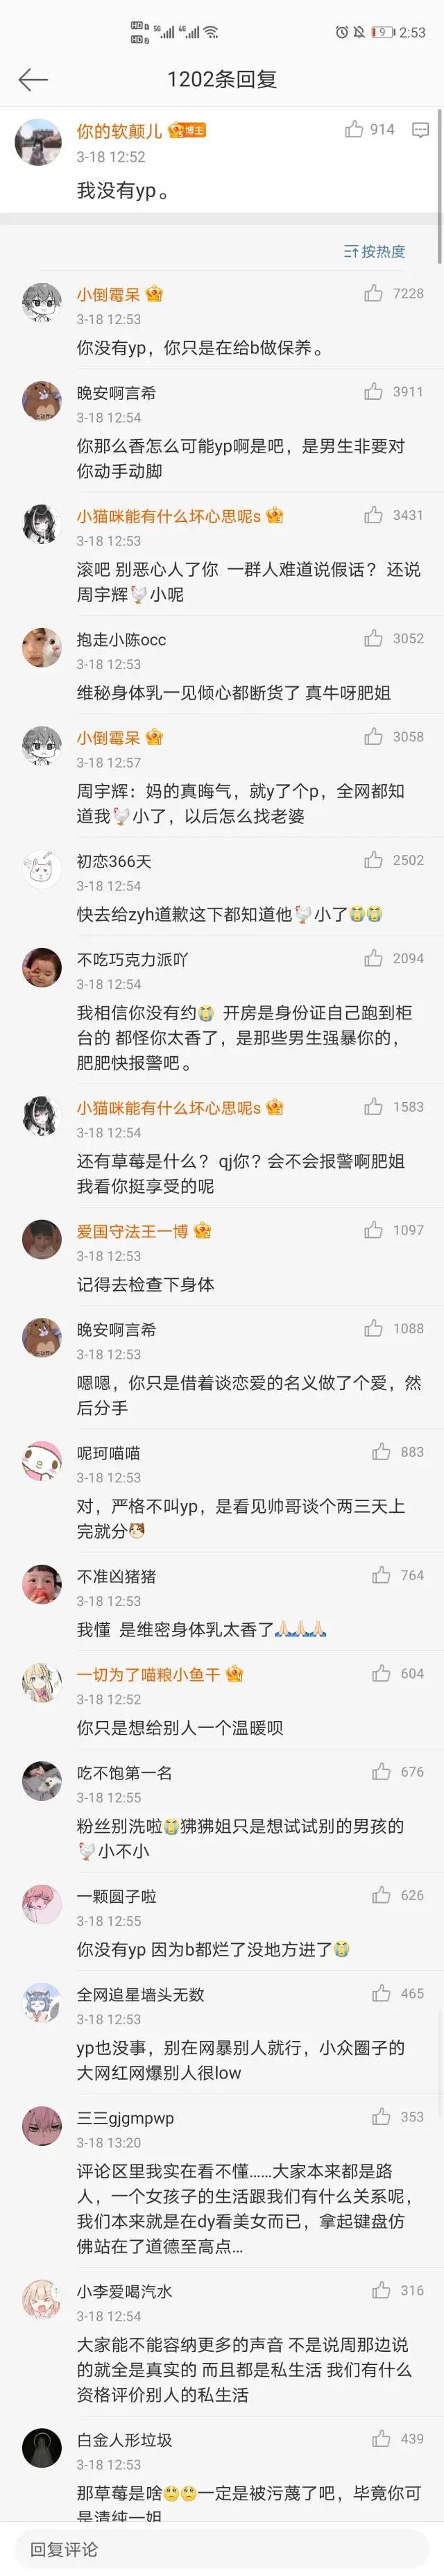 HD 5G 4G 9 2:53
HD
1202条回复
你的软颠儿 博主 914
3-18 12:52
我没有yp。
按热度
小倒霉呆 7228
3-18 12:53
你没有yp，你只是在给b做保养。
晚安啊言希 3911
3-18 12:54
你那么香怎么可能yp啊是吧，是男生非要对
你动手动脚
小猫咪能有什么坏心思呢s 3431
3-18 12:53
滚吧 别恶心人了你 一群人难道说假话？还说
周宇辉🐓小呢
抱走小陈occ 3052
3-18 12:53
维秘身体乳一见倾心都断货了 真牛呀肥姐
小倒霉呆 3058
3-18 12:57
周宇辉：妈的真晦气，就y了个p，全网都知
道我🐓小了，以后怎么找老婆
初恋366天 2502
3-18 12:54
快去给zyh道歉这下都知道他🐓小了😭😭
不吃巧克力派吖 2094
3-18 12:54
我相信你没有约😭 开房是身份证自己跑到柜
台的 都怪你太香了，是那些男生强暴你的，
肥肥快报警吧。
小猫咪能有什么坏心思呢s 1583
3-18 12:54
还有草莓是什么？qj你？会不会报警啊肥姐
我看你挺享受的呢
爱国守法王一博 1097
3-18 12:53
记得去检查下身体
晚安啊言希 1088
3-18 12:53
嗯嗯，你只是借着谈恋爱的名义做了个爱，然
后分手
呢珂喵喵 883
3-18 12:53
对，严格不叫yp，是看见帅哥谈个两三天上
完就分
不准凶猪猪 764
3-18 12:53
我懂 是维密身体乳太香了🙏🏻🙏🏻🙏🏻
一切为了喵粮小鱼干 604
3-18 12:52
你只是想给别人一个温暖呗
吃不饱第一名 676
3-18 12:55
粉丝别洗啦😭狒狒姐只是想试试别的男孩的
🐓小不小
一颗圆子啦 626
3-18 12:55
你没有yp 因为b都烂了没地方进了😭
全网追星墙头无数 465
3-18 12:53
yp也没事，别在网暴别人就行，小众圈子的
大网红网爆别人很low
三三gjgmpwp 353
3-18 13:20
评论区里我实在看不懂……大家本来都是路
人，一个女孩子的生活跟我们有什么关系呢，
我们本来就是在dy看美女而已，拿起键盘仿
佛站在了道德至高点...
小李爱喝汽水 316
3-18 12:54
大家能不能容纳更多的声音 不是说周那边说
的就全是真实的 而且都是私生活 我们有什么
资格评价别人的私生活
白金人形垃圾 439
3-18 12:53
那草莓是啥🙄🙄一定是被污蔑了吧，毕竟你可
是清纯一姐
回复评论